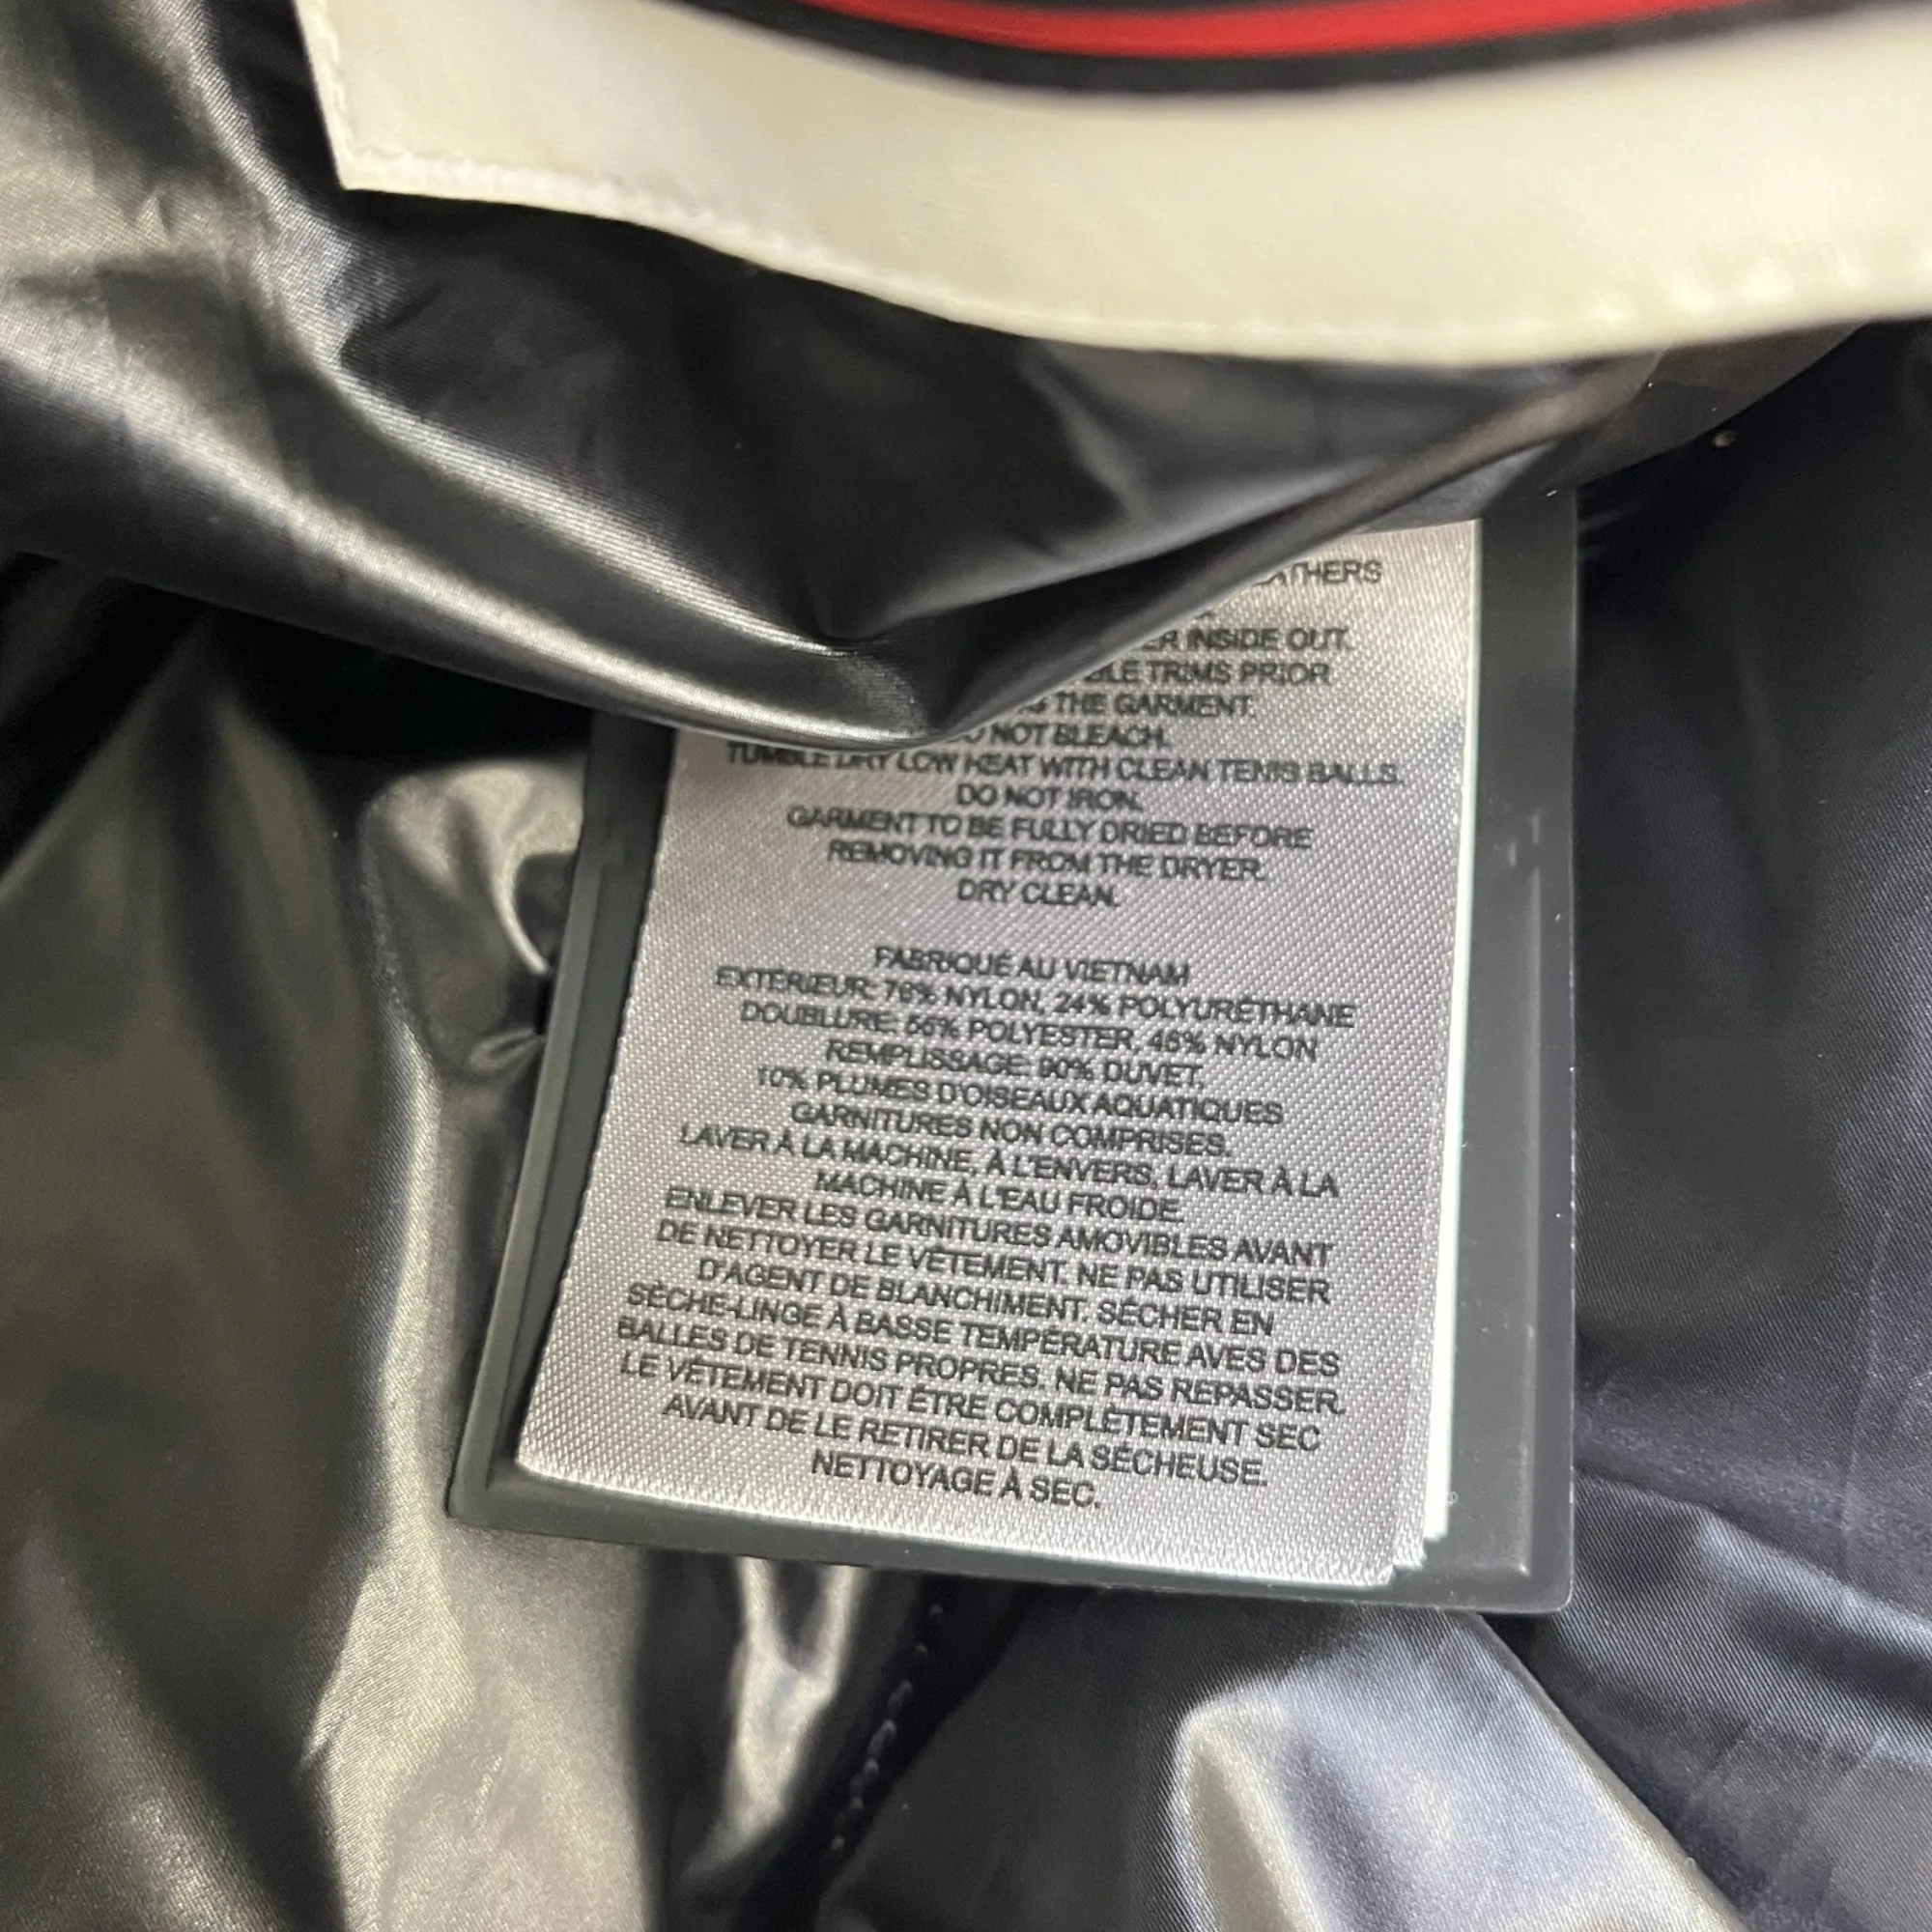 INSIDE OUT.
TRIMS PRIOR
THE GARMENT.
NOT BLEACH.
TUMBLE DRY LOW HEAT WITH CLEAN TENIS BALLS.
DO NOT IRON.
GARMENT TO BE FULLY DRIED BEFORE
REMOVING IT FROM THE DRYER.
DRY CLEAN.
FABRIQUÉ AU VIETNAM
EXTÉRIEUR: 76% NYLON, 24% POLYURÉTHANE
DOUBLURE: POLYESTER, NYLON
REMPLISSAGE: 90% DUVET,
10% PLUMES D'OISEAUX AQUATIQUES
GARNITURES NON COMPRISES.
LAVER À LA MACHINE, À L'ENVERS, LAVER À LA
MACHINE À L'EAU FROIDE.
ENLEVER LES GARNITURES AMOVIBLES AVANT
DE NETTOYER LE VÊTEMENT. NE PAS UTILISER
D'AGENT DE BLANCHIMENT. SÉCHER EN
SÈCHE-LINGE À BASSE TEMPÉRATURE AVES DES
BALLES DE TENNIS PROPRES. NE PAS REPASSER.
LE VÊTEMENT DOIT ÊTRE COMPLÈTEMENT SEC
AVANT DE LE RETIRER DE LA SÉCHEUSE.
NETTOYAGE À SEC.